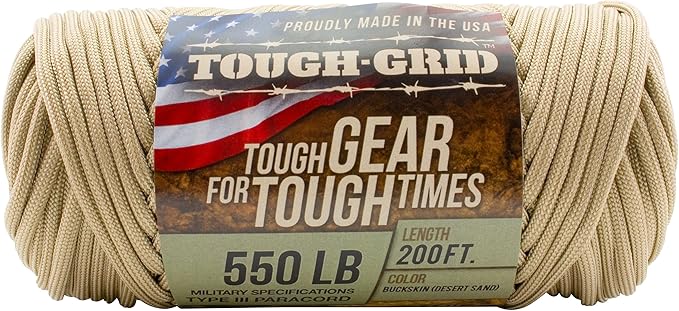 PROUDLY MADE IN THE USA
TOUGH-GRID™
TOUGH GEAR
FOR TOUGH TIMES
550 LB
MILITARY SPECIFICATIONS
TYPE III PARACORD
LENGTH
200FT.
COLOR
BUCKSKIN (DESERT SAND)